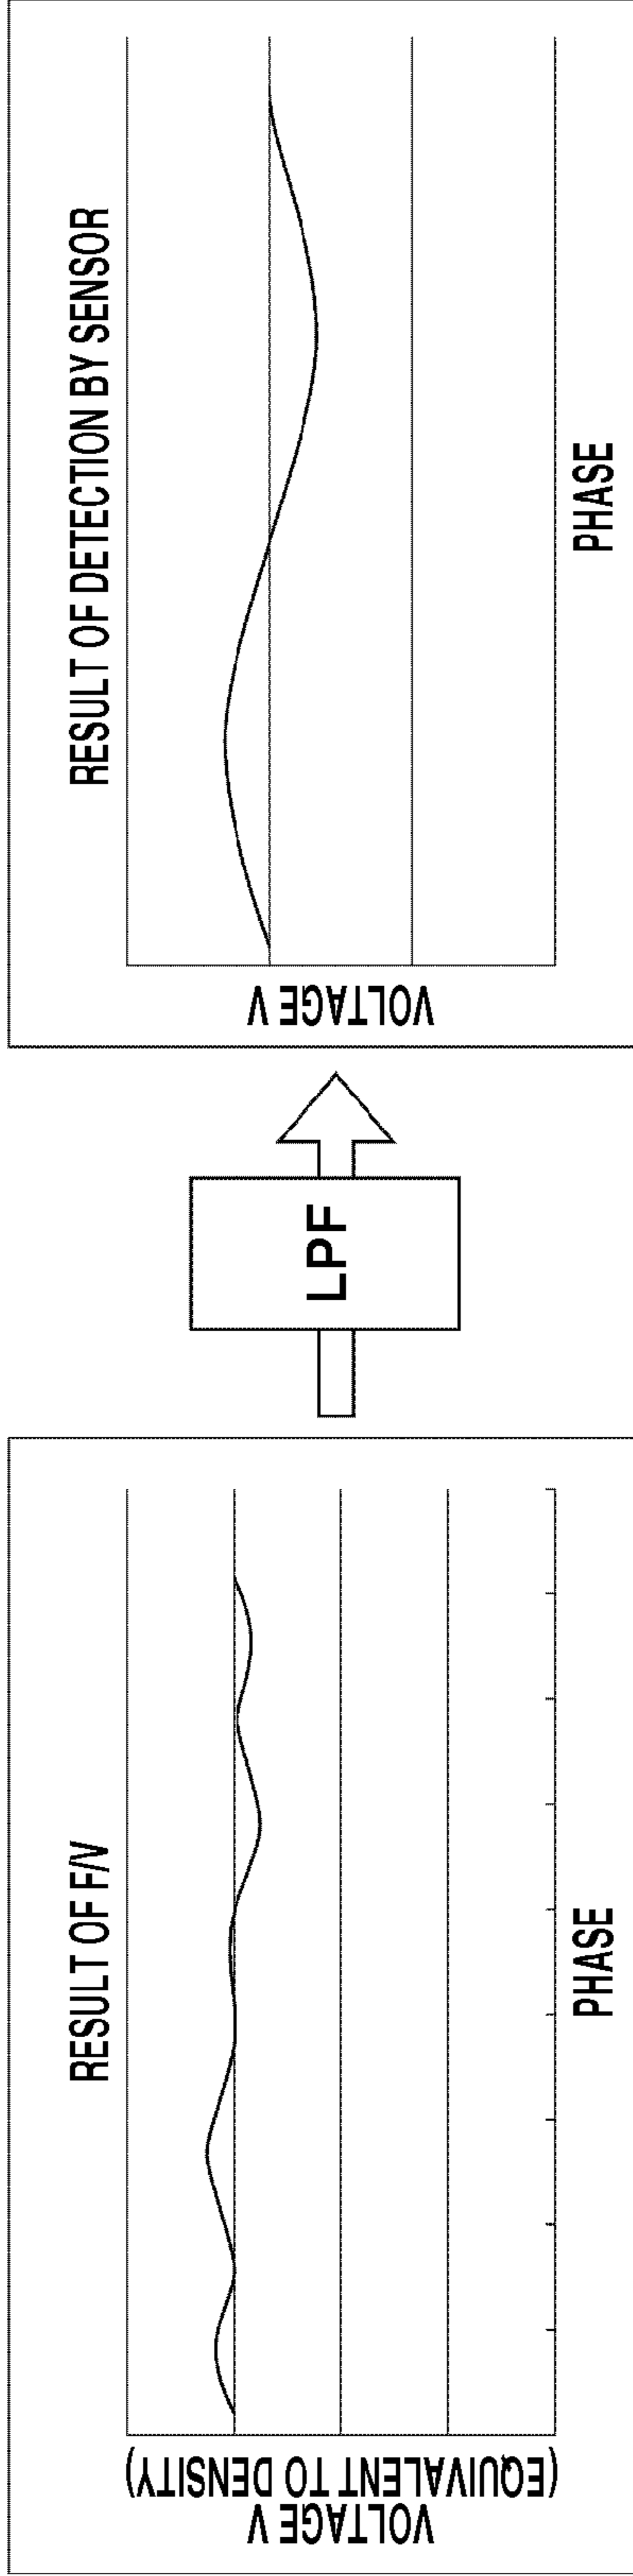 RESULT OF F/V
VOLTAGE V
(EQUIVALENT TO DENSITY)
PHASE
LPF
RESULT OF DETECTION BY SENSOR
VOLTAGE V
PHASE